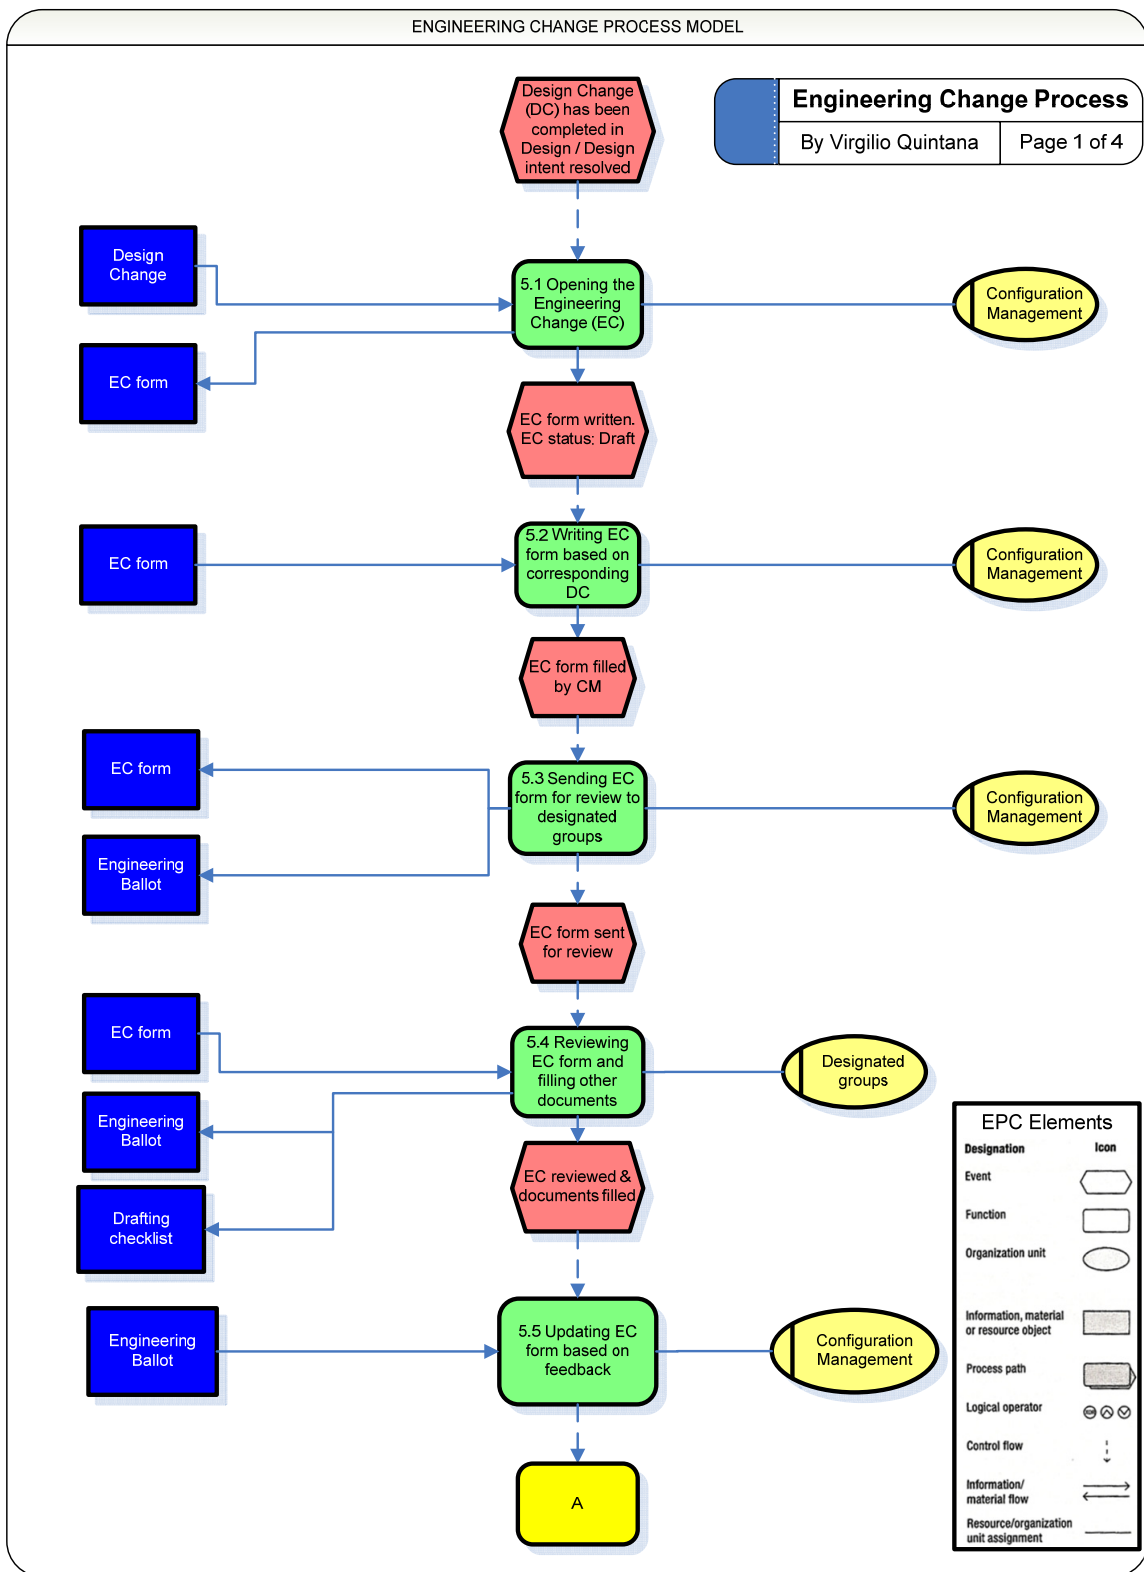 ENGINEERING CHANGE PROCESS MODEL
Design Change
(DC) has been
completed in
Design / Design
intent resolved
Engineering Change Process
By Virgilio Quintana
Page 1 of 4
Design
Change
5.1 Opening the
Engineering
Change (EC)
Configuration
Management
EC form
EC form written.
EC status: Draft
EC form
5.2 Writing EC
form based on
corresponding
DC
Configuration
Management
EC form filled
by CM
EC form
5.3 Sending EC
form for review to
designated
groups
Configuration
Management
Engineering
Ballot
EC form sent
for review
EC form
5.4 Reviewing
EC form and
filling other
documents
Designated
groups
Engineering
Ballot
Drafting
checklist
EC reviewed &
documents filled
Engineering
Ballot
5.5 Updating EC
form based on
feedback
Configuration
Management
A
EPC Elements
Designation
Icon
Event
Function
Organization unit
Information, material
or resource object
Process path
Logical operator
Control flow
Information/
material flow
Resource/organization
unit assignment